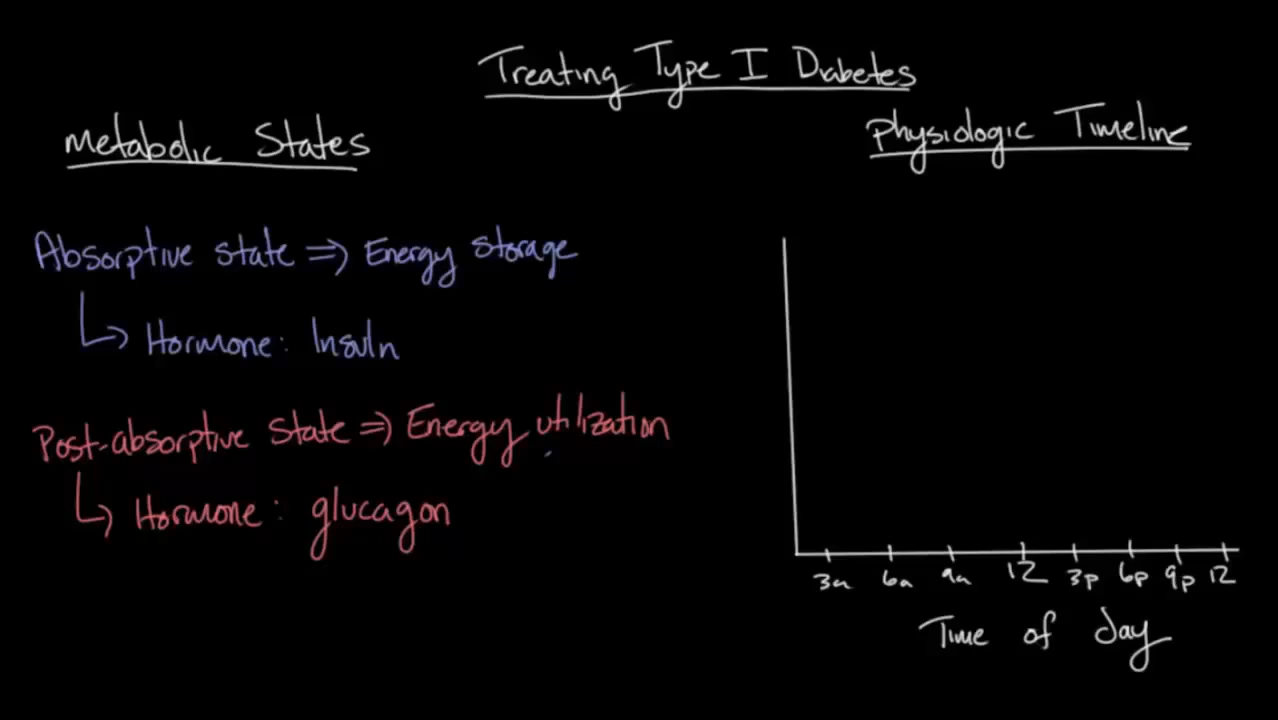 Treating Type I Diabetes
Metabolic States
Physiologic Timeline
Absorptive state ⇒ Energy storage
↳ Hormone: Insuln
Post-absorptive state ⇒ Energy utilization
↳ Hormone: glucagon
3a 6a 9a 12 3p 6p 9p 12
Time of day